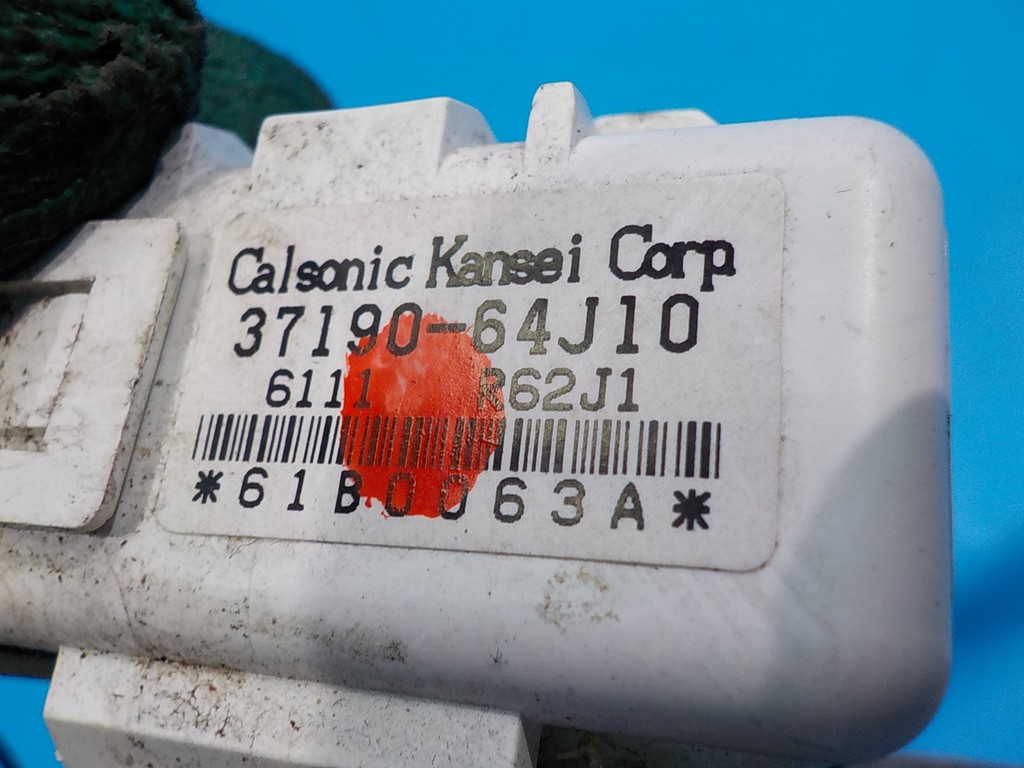 Calsonic Kansei Corp
37190-64J10
6111 R62J1
*61B0063A*